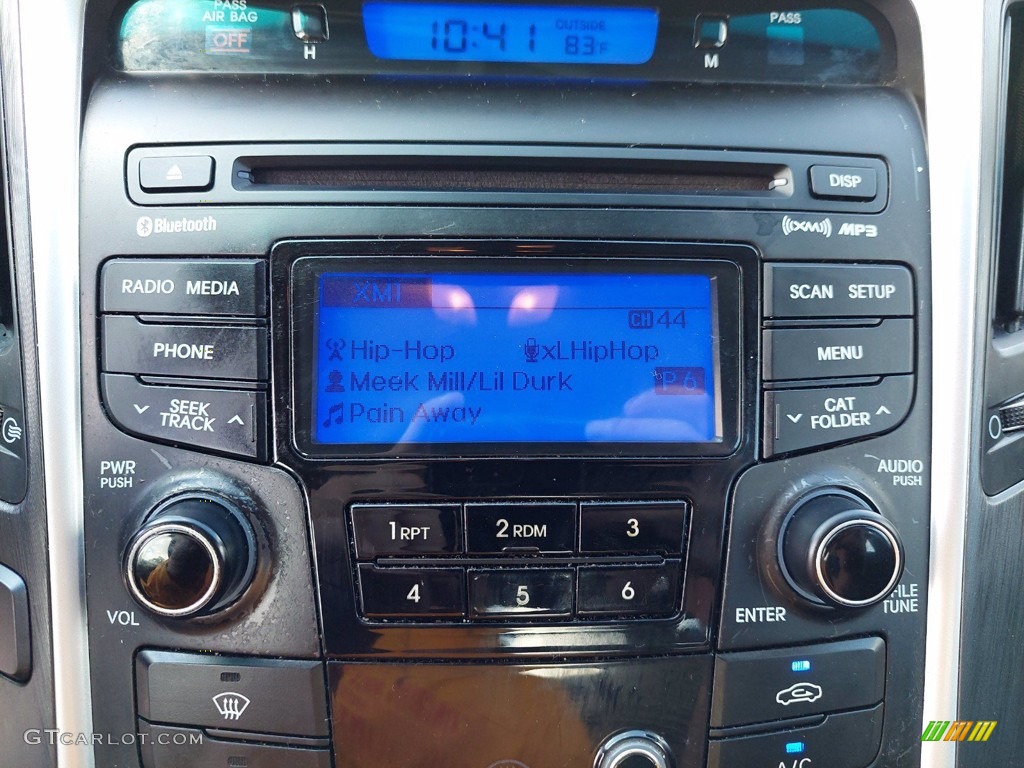 PASS
AIR BAG
OFF
H
10:41
OUTSIDE
83°F
M
PASS
DISP
Bluetooth
((XM)) MP3
RADIO MEDIA
PHONE
SEEK
TRACK
XM1
CH 44
Hip-Hop
xLHipHop
Meek Mill/Lil Durk
P 6
Pain Away
SCAN SETUP
MENU
CAT
FOLDER
PWR
PUSH
VOL
AUDIO
PUSH
1 RPT
2 RDM
3
4
5
6
ENTER
TUNE
A/C
GTCARLOT.COM